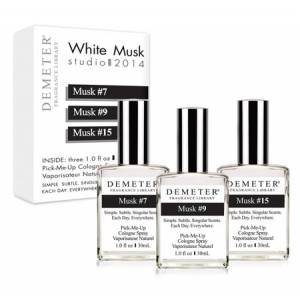 DEMETER
FRAGRANCE LIBRARY
White Musk
studio 2014
Musk #7
Musk #9
Musk #15
INSIDE: three 1.0 fl oz
Pick-Me-Up Cologne Spray
Vaporisateur Naturel
SIMPLE. SUBTLE. SINGULAR
EACH DAY. EVERYWHERE.
DEMETER
FRAGRANCE LIBRARY
Musk #7
Simple. Subtle. Singular Scents.
Each Day. Everywhere.
Pick-Me-Up
Cologne Spray
Vaporisateur Naturel
1.0 fl oz / 30mL
DEMETER
FRAGRANCE LIBRARY
Musk #9
Simple. Subtle. Singular Scents.
Each Day. Everywhere.
Pick-Me-Up
Cologne Spray
Vaporisateur Naturel
1.0 fl oz / 30mL
DEMETER
FRAGRANCE LIBRARY
Musk #15
Simple. Subtle. Singular Scents.
Each Day. Everywhere.
Pick-Me-Up
Cologne Spray
Vaporisateur Naturel
1.0 fl oz / 30mL